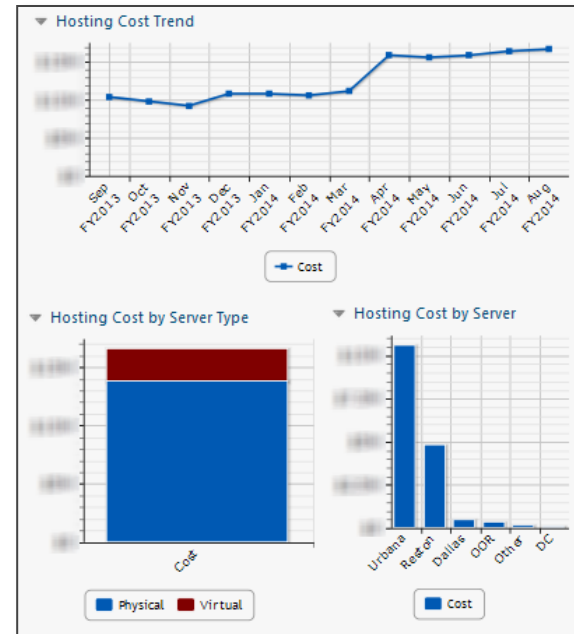 Hosting Cost Trend
Sep FY2013
Oct FY2013
Nov FY2013
Dec FY2013
Jan FY2014
Feb FY2014
Mar FY2014
Apr FY2014
May FY2014
Jun FY2014
Jul FY2014
Aug FY2014
Cost
Hosting Cost by Server Type
Cost
Physical Virtual
Hosting Cost by Server
Urbana
Reston
Dallas
OOR
Other
DC
Cost